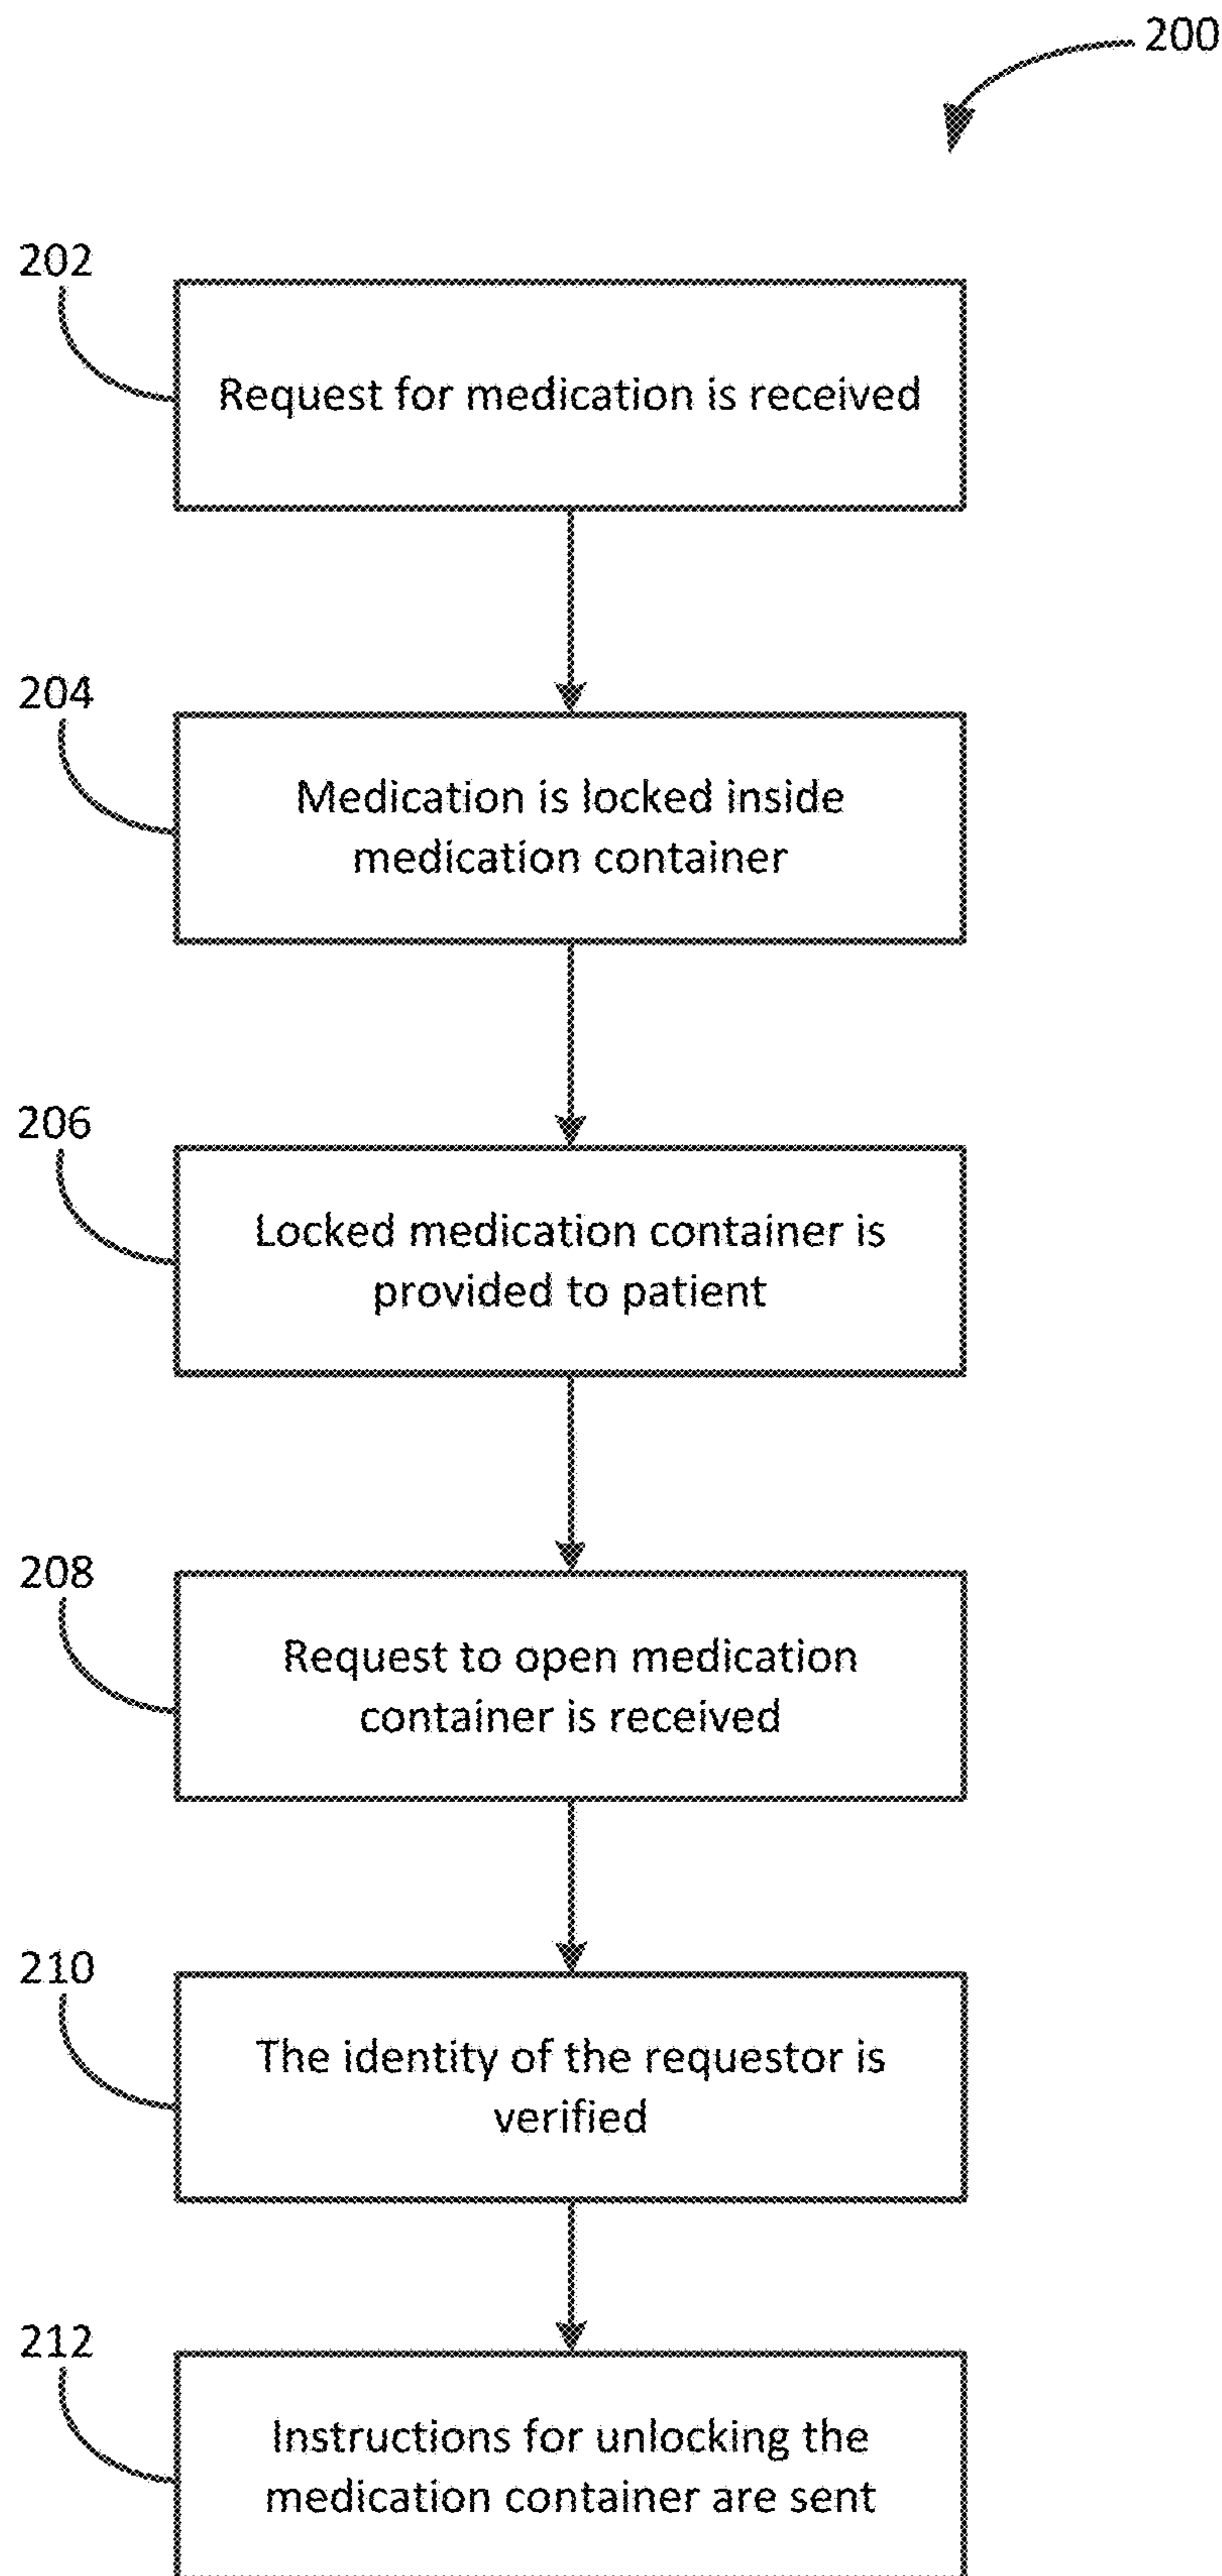 200
202
Request for medication is received
204
Medication is locked inside
medication container
206
Locked medication container is
provided to patient
208
Request to open medication
container is received
210
The identity of the requestor is
verified
212
Instructions for unlocking the
medication container are sent